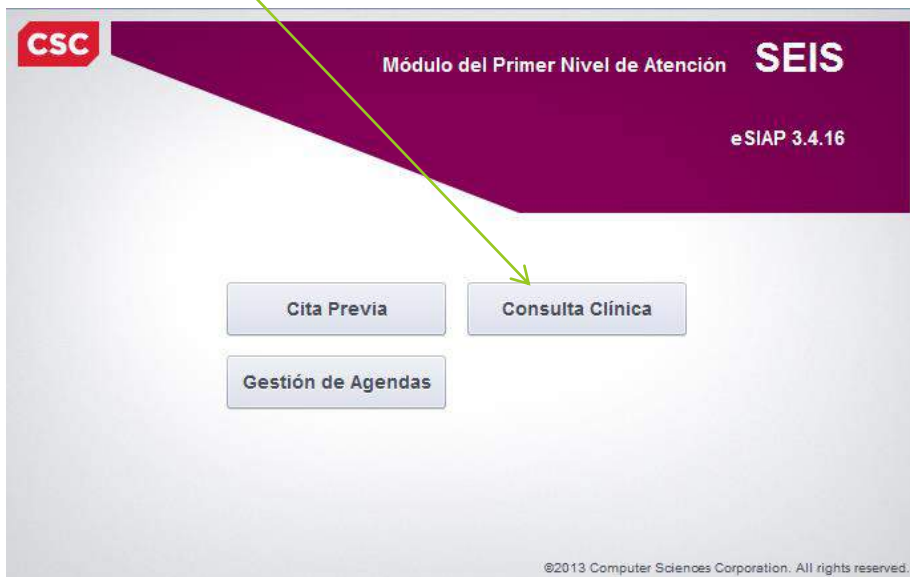 CSC
Módulo del Primer Nivel de Atención SEIS
eSIAP 3.4.16
Cita Previa
Consulta Clínica
Gestión de Agendas
©2013 Computer Sciences Corporation. All rights reserved.